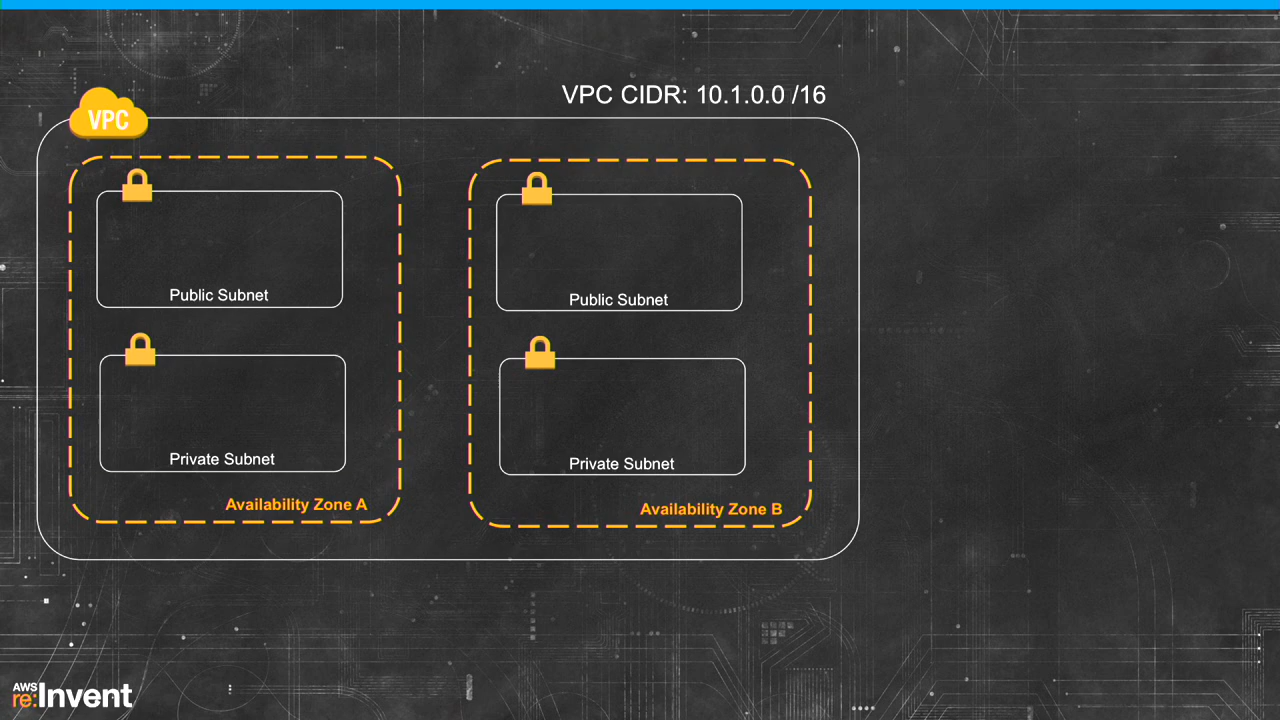 VPC CIDR: 10.1.0.0 /16
VPC
Public Subnet
Public Subnet
Private Subnet
Private Subnet
Availability Zone A
Availability Zone B
AWS
re:Invent